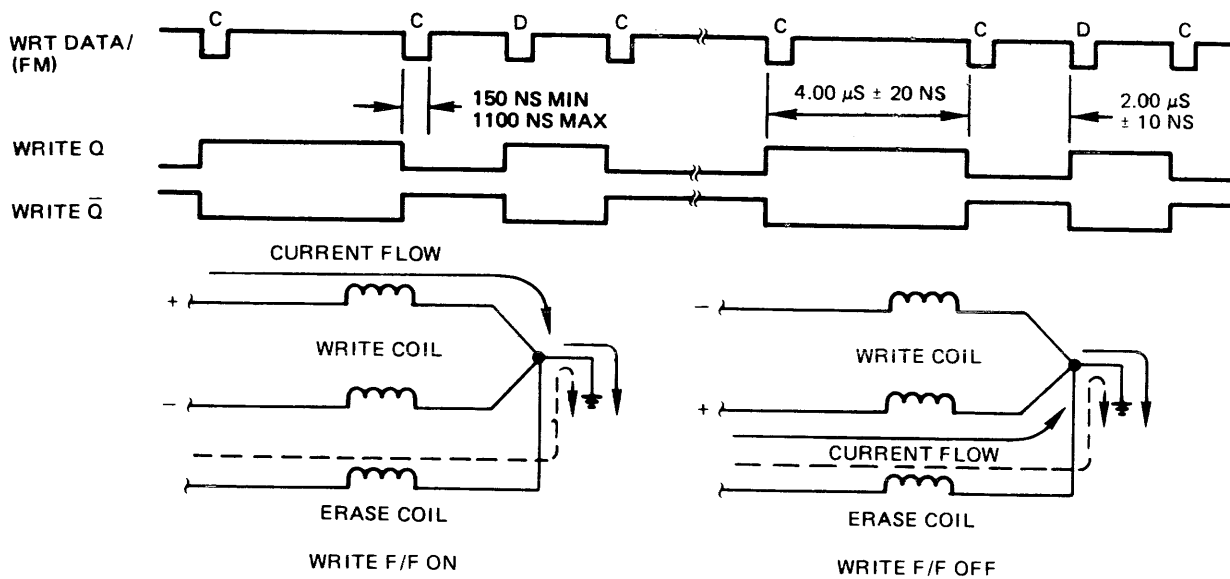 C C D C C C D C
WRT DATA/
(FM)
150 NS MIN
1100 NS MAX
4.00 μS ± 20 NS
2.00 μS
± 10 NS
WRITE Q
WRITE Q̅
CURRENT FLOW
+
WRITE COIL
−
ERASE COIL
WRITE F/F ON
−
WRITE COIL
+
CURRENT FLOW
ERASE COIL
WRITE F/F OFF